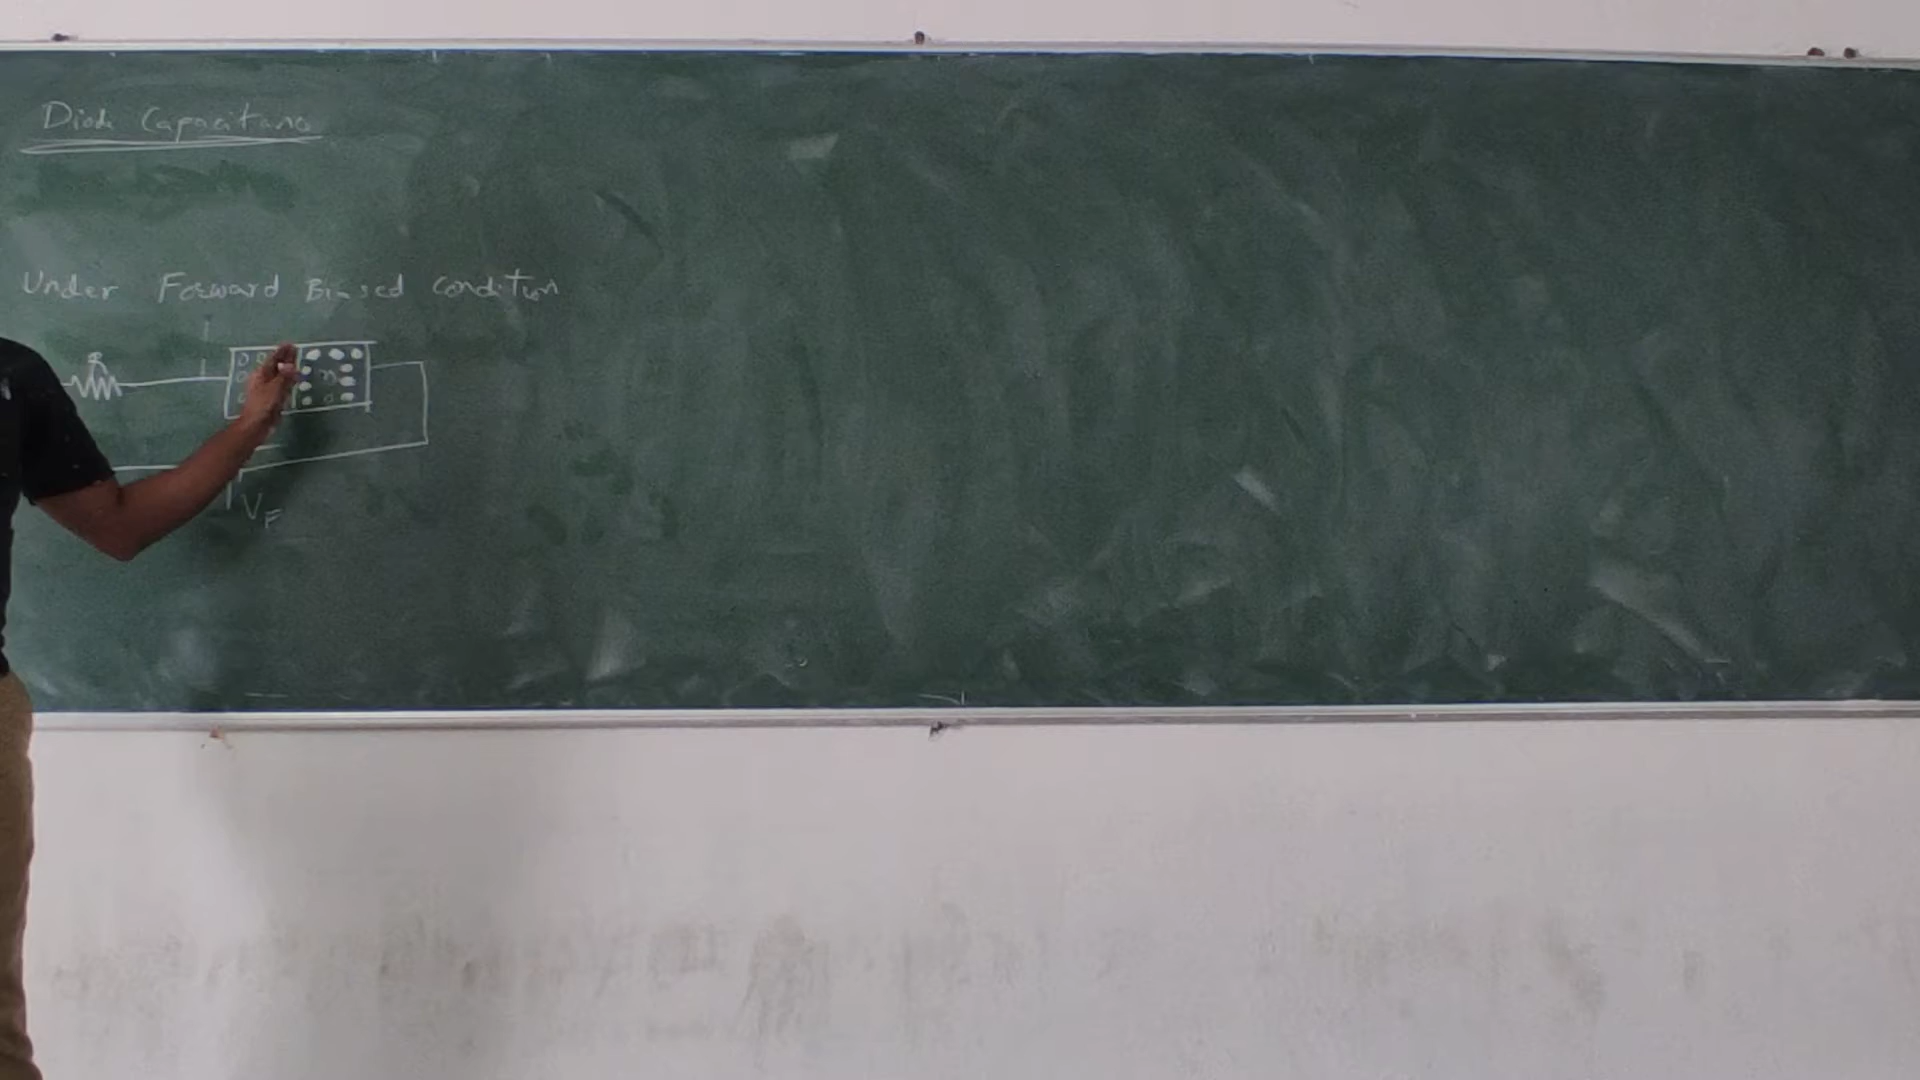 Diode Capacitance
Under Forward Biased Condition
R
n
V_F